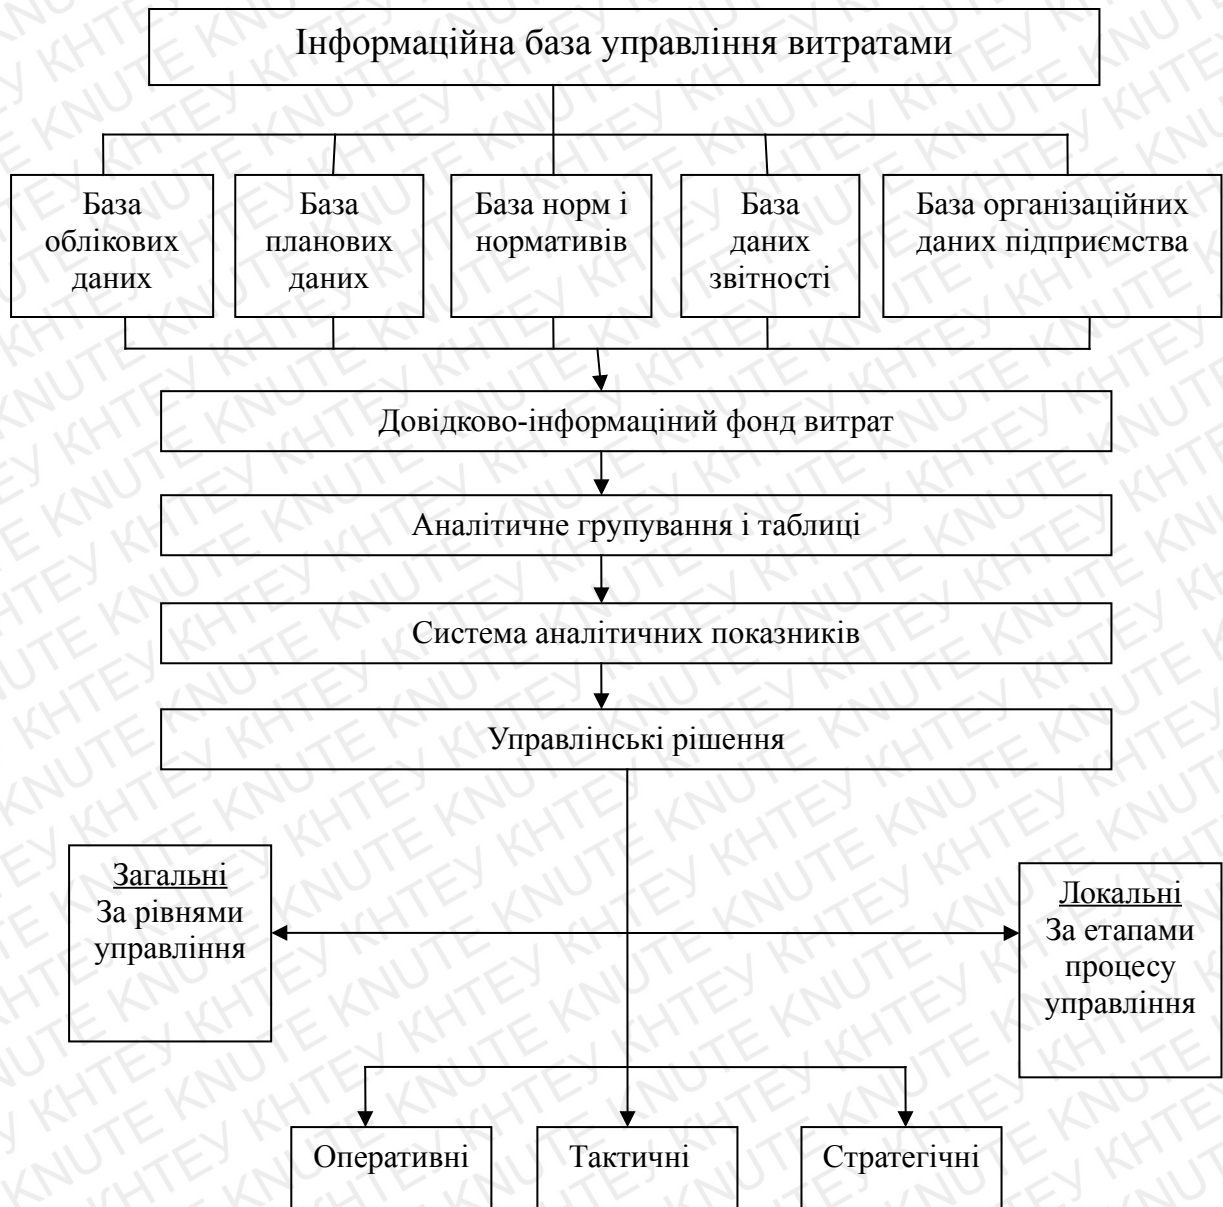 Інформаційна база управління витратами
База
облікових
даних
База
планових
даних
База норм і
нормативів
База
даних
звітності
База організаційних
даних підприємства
Довідково-інформаціний фонд витрат
Аналітичне групування і таблиці
Система аналітичних показників
Управлінські рішення
Загальні
За рівнями
управління
Локальні
За етапами
процесу
управління
Оперативні
Тактичні
Стратегічні